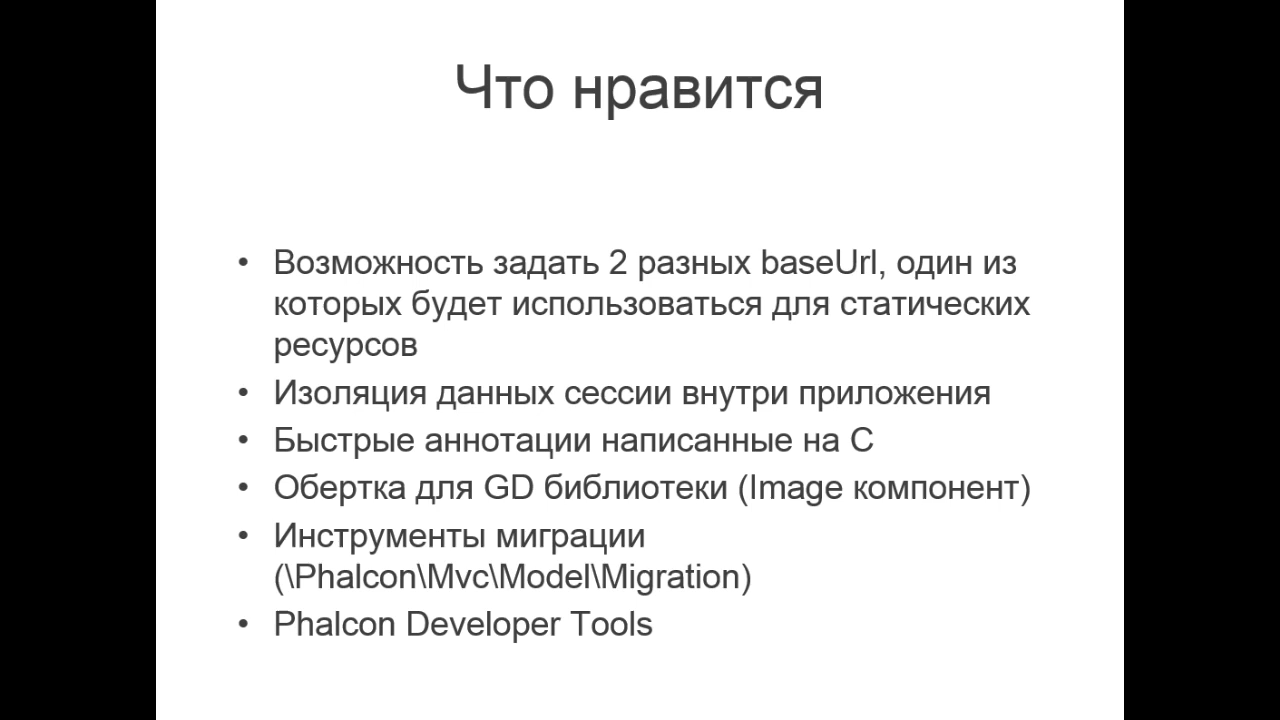 Что нравится
• Возможность задать 2 разных baseUrl, один из
которых будет использоваться для статических
ресурсов
• Изоляция данных сессии внутри приложения
• Быстрые аннотации написанные на C
• Обертка для GD библиотеки (Image компонент)
• Инструменты миграции
(\Phalcon\Mvc\Model\Migration)
• Phalcon Developer Tools